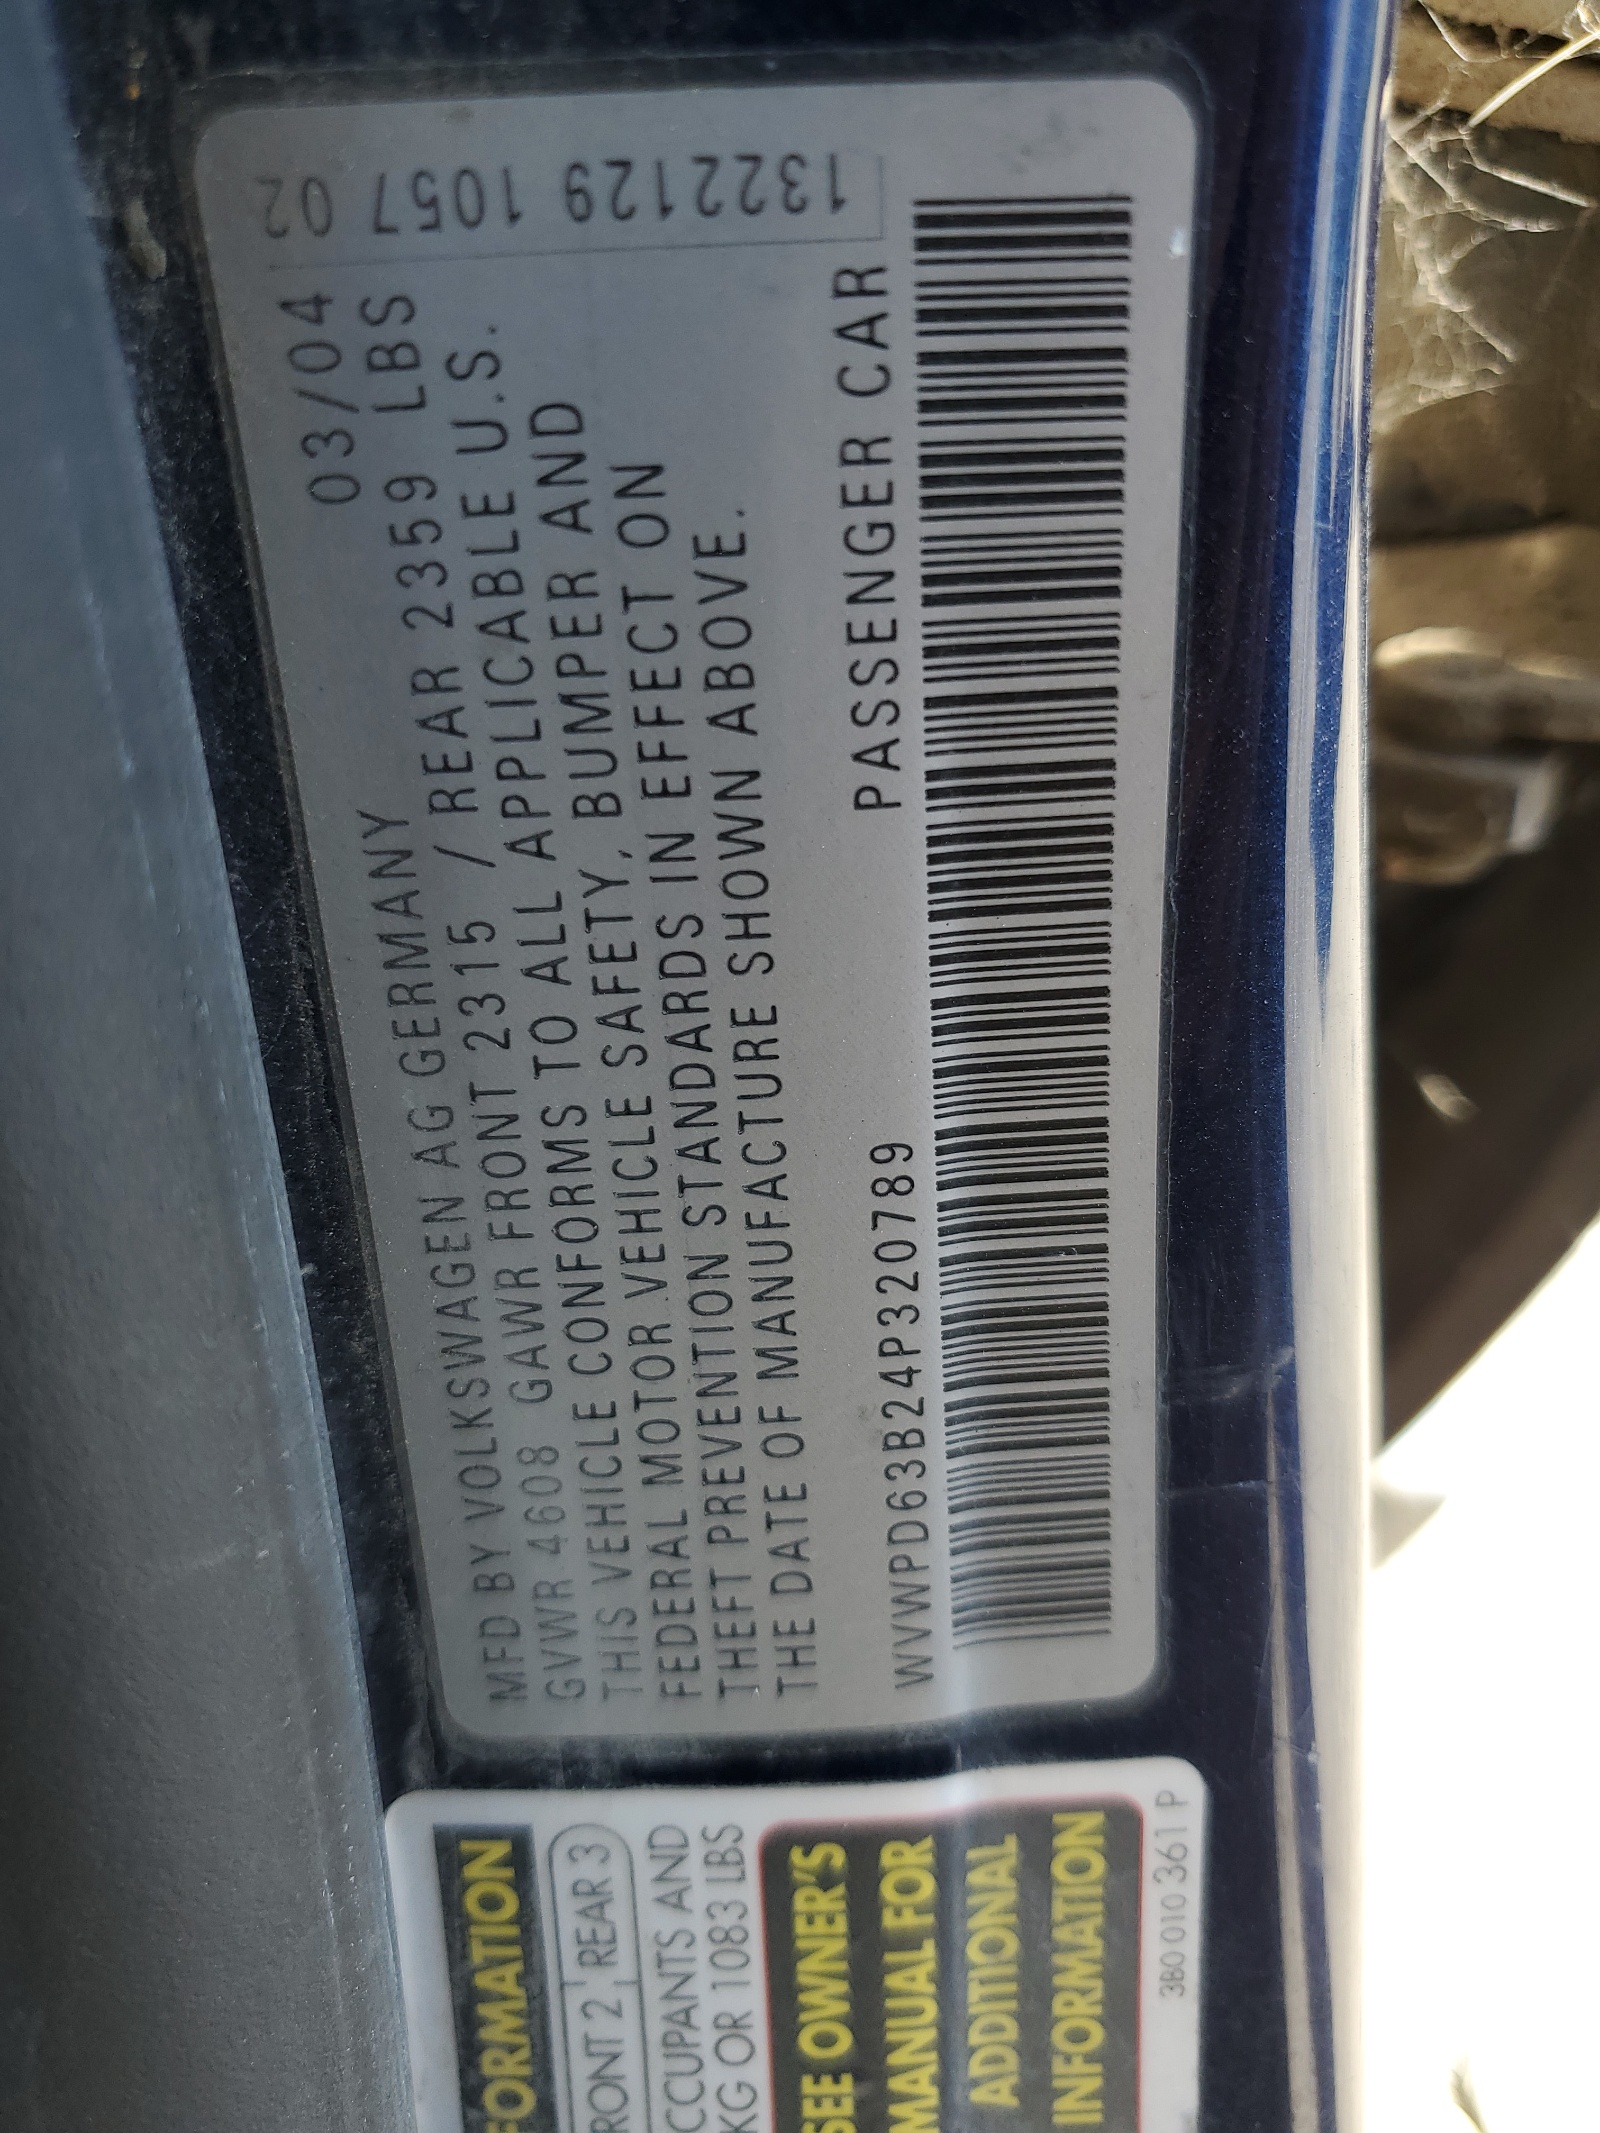 MFD BY VOLKSWAGEN AG GERMANY 03/04
GVWR 4608 GAWR FRONT 2315 / REAR 2359 LBS
THIS VEHICLE CONFORMS TO ALL APPLICABLE U.S.
FEDERAL MOTOR VEHICLE SAFETY, BUMPER AND
THEFT PREVENTION STANDARDS IN EFFECT ON
THE DATE OF MANUFACTURE SHOWN ABOVE.
WVWPD63B24P320789 PASSENGER CAR
1322129 1057 02
FORMATION
RONT 2 REAR 3
CCUPANTS AND
KG OR 1083 LBS
SEE OWNER'S
MANUAL FOR
ADDITIONAL
INFORMATION
3B0 010 361 P